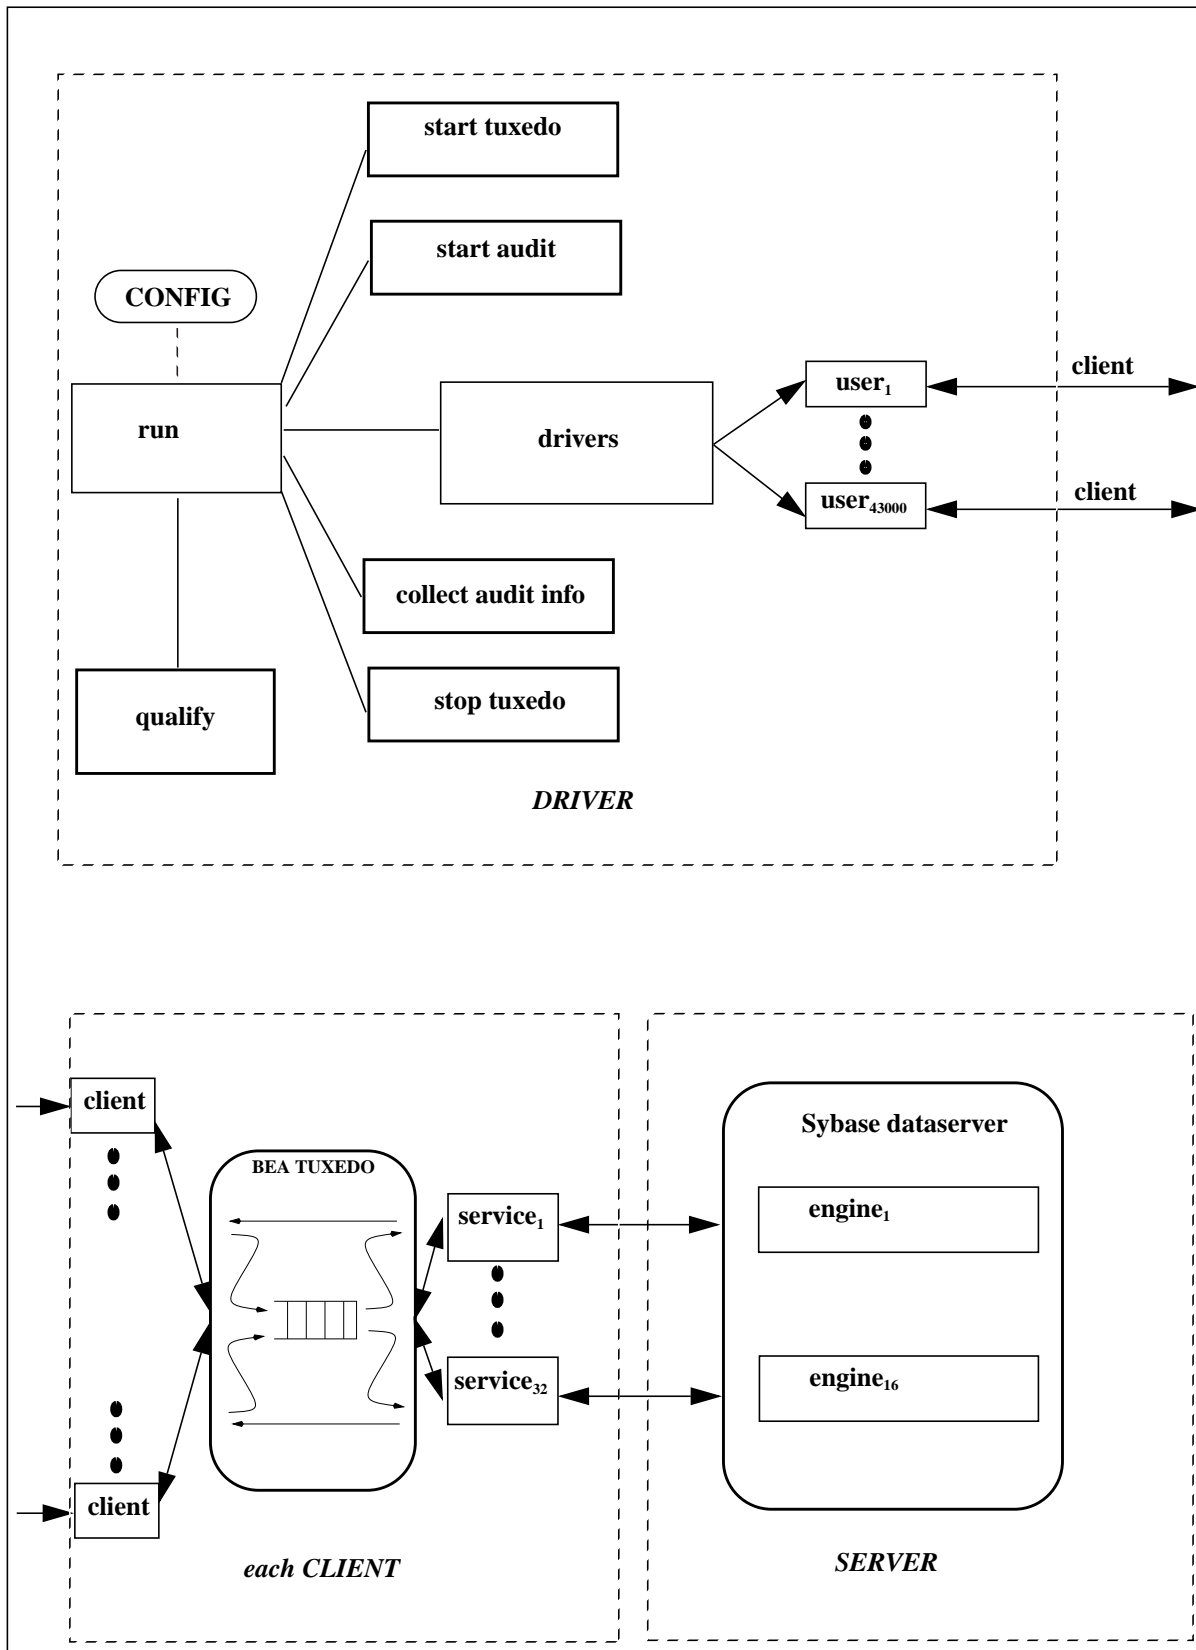 start tuxedo
start audit
CONFIG
run
drivers
user1
client
user43000
client
collect audit info
stop tuxedo
qualify
DRIVER
client
BEA TUXEDO
service1
service32
client
each CLIENT
Sybase dataserver
engine1
engine16
SERVER